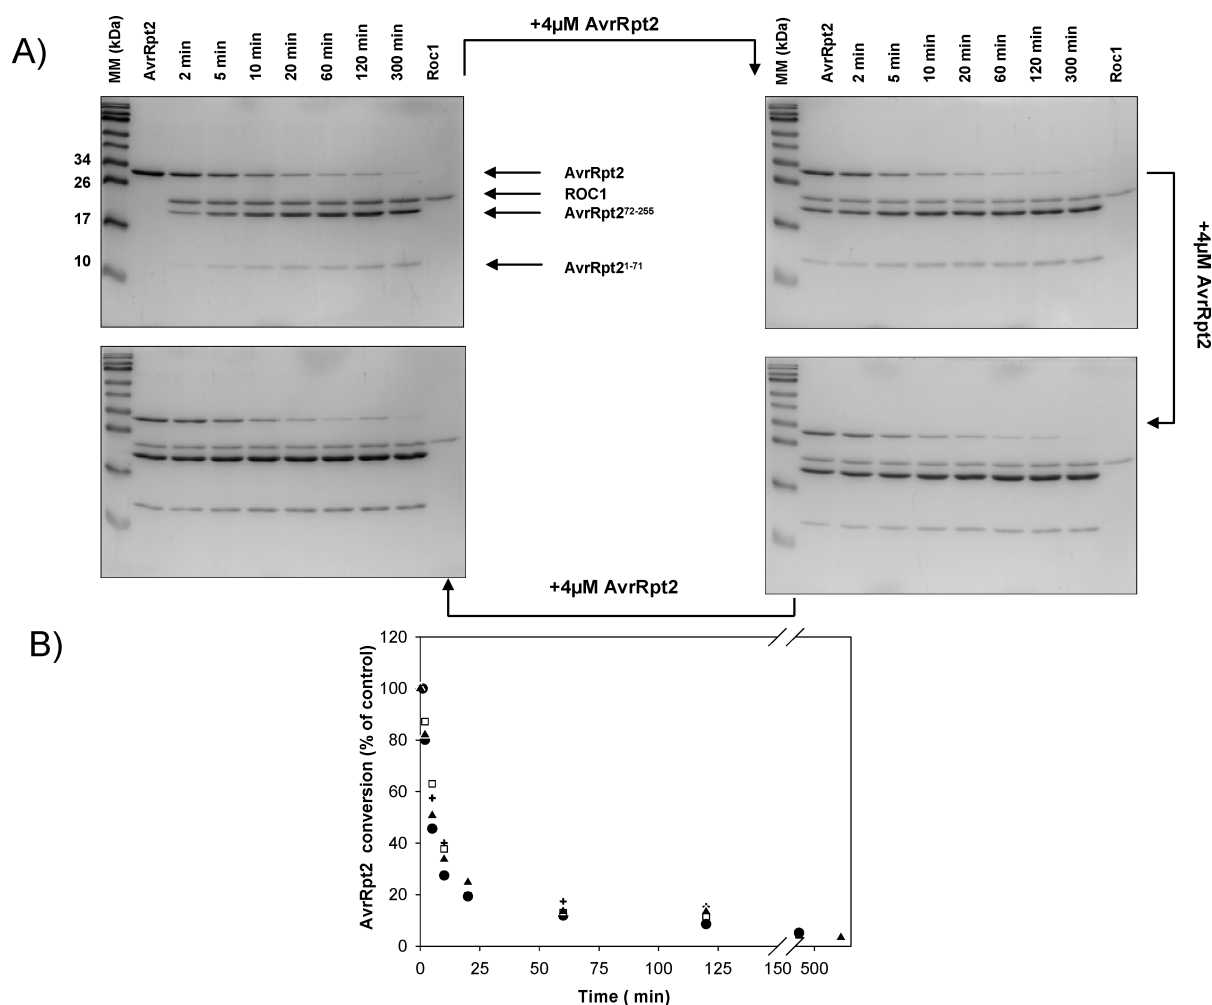 A)
+4µM AvrRpt2
MM (kDa) AvrRpt2 2 min 5 min 10 min 20 min 60 min 120 min 300 min Roc1
MM (kDa) AvrRpt2 2 min 5 min 10 min 20 min 60 min 120 min 300 min Roc1
34
26
17
10
AvrRpt2
ROC1
AvrRpt2⁷²⁻²⁵⁵
AvrRpt2¹⁻⁷¹
+4µM AvrRpt2
+4µM AvrRpt2
B)
AvrRpt2 conversion (% of control)
120
100
80
60
40
20
0
0 25 50 75 100 125 150 500
Time ( min)